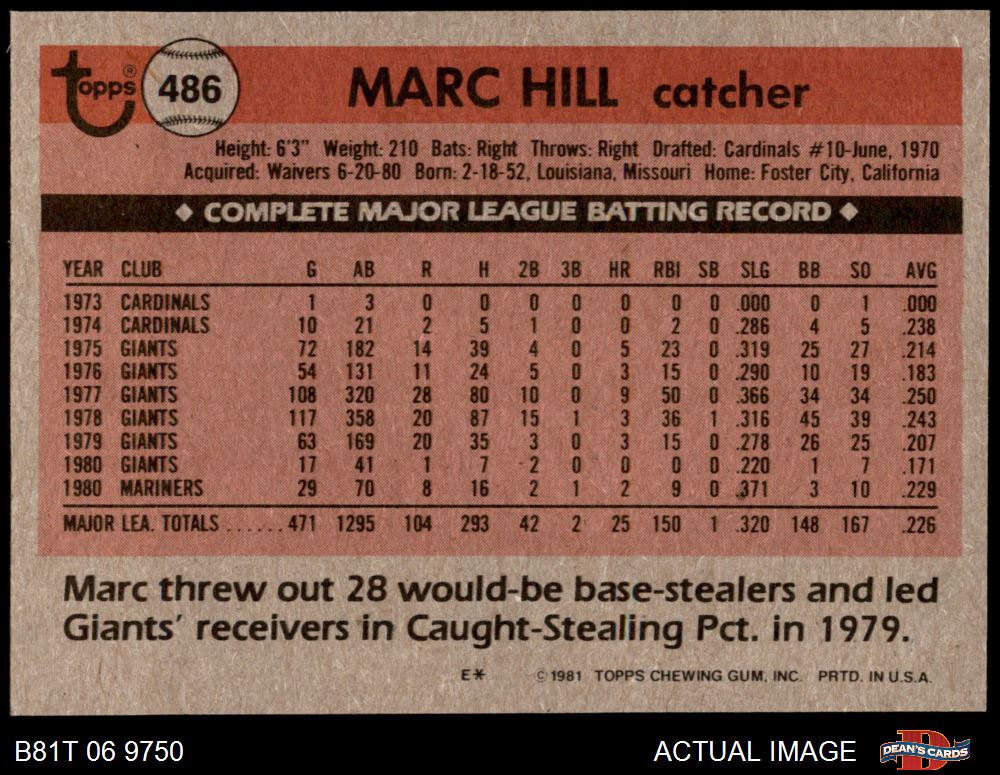 topps® 486 MARC HILL catcher
Height: 6'3" Weight: 210 Bats: Right Throws: Right Drafted: Cardinals #10-June, 1970
Acquired: Waivers 6-20-80 Born: 2-18-52, Louisiana, Missouri Home: Foster City, California
◆ COMPLETE MAJOR LEAGUE BATTING RECORD ◆
YEAR CLUB G AB R H 2B 3B HR RBI SB SLG BB SO AVG
1973 CARDINALS 1 3 0 0 0 0 0 0 0 .000 0 1 .000
1974 CARDINALS 10 21 2 5 1 0 0 2 0 .286 4 5 .238
1975 GIANTS 72 182 14 39 4 0 5 23 0 .319 25 27 .214
1976 GIANTS 54 131 11 24 5 0 3 15 0 .290 10 19 .183
1977 GIANTS 108 320 28 80 10 0 9 50 0 .366 34 34 .250
1978 GIANTS 117 358 20 87 15 1 3 36 1 .316 45 39 .243
1979 GIANTS 63 169 20 35 3 0 3 15 0 .278 26 25 .207
1980 GIANTS 17 41 1 7 2 0 0 0 0 .220 1 7 .171
1980 MARINERS 29 70 8 16 2 1 2 9 0 .371 3 10 .229
MAJOR LEA. TOTALS ......471 1295 104 293 42 2 25 150 1 .320 148 167 .226
Marc threw out 28 would-be base-stealers and led
Giants' receivers in Caught-Stealing Pct. in 1979.
E* © 1981 TOPPS CHEWING GUM, INC. PRTD. IN U.S.A.
B81T 06 9750 ACTUAL IMAGE DEAN'S CARDS